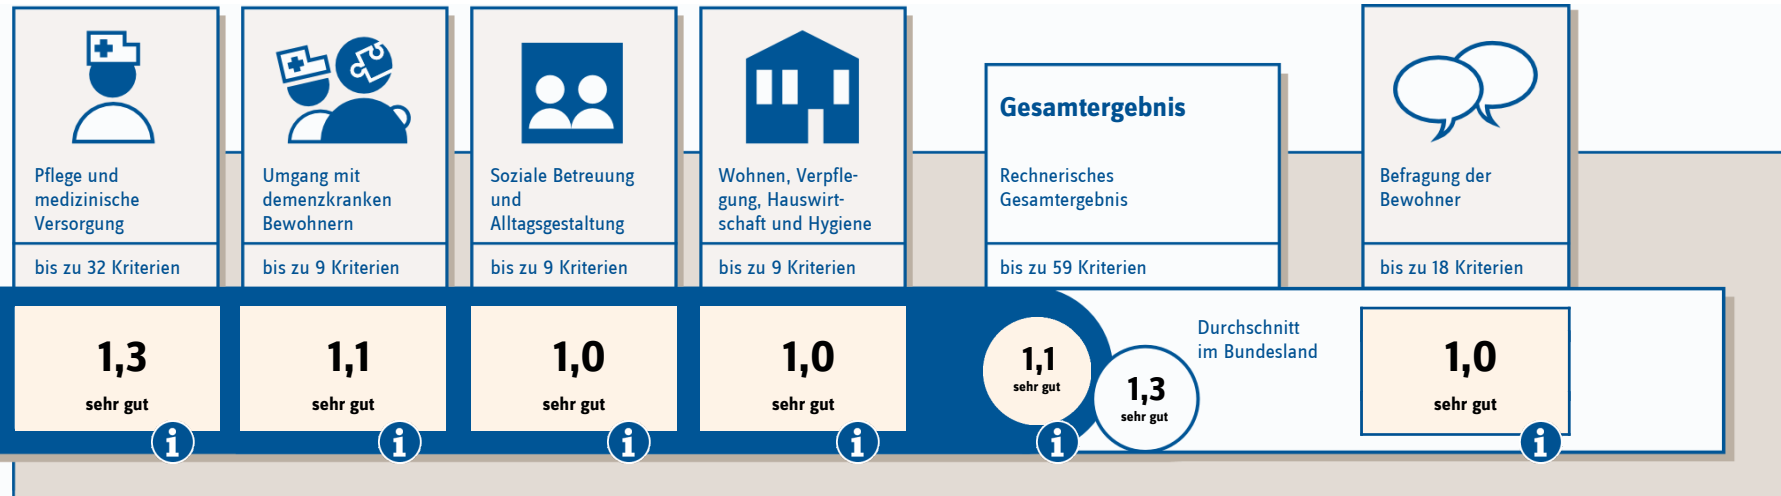 Pflege und
medizinische
Versorgung
bis zu 32 Kriterien
1,3
sehr gut
i
Umgang mit
demenzkranken
Bewohnern
bis zu 9 Kriterien
1,1
sehr gut
i
Soziale Betreuung
und
Alltagsgestaltung
bis zu 9 Kriterien
1,0
sehr gut
i
Wohnen, Verpfle-
gung, Hauswirt-
schaft und Hygiene
bis zu 9 Kriterien
1,0
sehr gut
i
Gesamtergebnis
Rechnerisches
Gesamtergebnis
bis zu 59 Kriterien
1,1
sehr gut
i
1,3
sehr gut
Durchschnitt
im Bundesland
Befragung der
Bewohner
bis zu 18 Kriterien
1,0
sehr gut
i